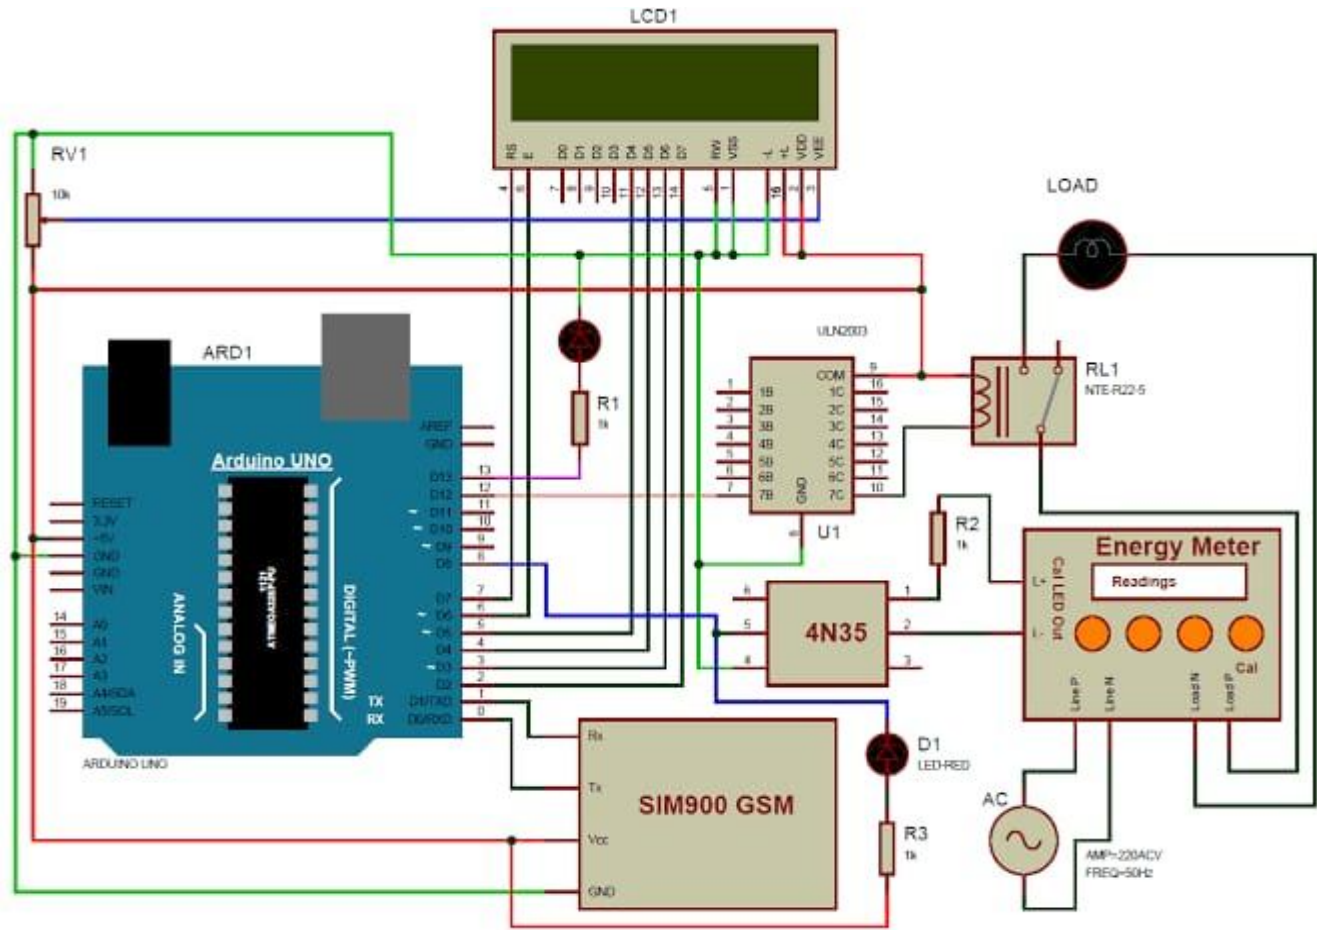 LCD1
RS
E
D0
D1
D2
D3
D4
D5
D6
D7
RW
VSS
-L
+L
VDD
VEE
4
6
7
8
9
10
11
12
13
14
5
1
16
2
3
RV1
10k
LOAD
ARD1
Arduino UNO
ARDUINO UNO
RESET
3.3V
+5V
GND
GND
VIN
14 A0
15 A1
16 A2
17 A3
18 A4/SDA
19 A5/SCL
ANALOG IN
1121
DIGITAL (~PWM)
AREF
GND
D13 13
D12 12
~ D11 11
~ D10 10
~ D9 9
D8 8
D7 7
~ D6 6
~ D5 5
D4 4
~ D3 3
D2 2
TX D1/TXD 1
RX D0/RXD 0
R1
1k
ULN2003
1 1B
2 2B
3 3B
4 4B
5 5B
6 6B
7 7B
COM 9
1C 16
2C 15
3C 14
4C 13
5C 12
6C 11
7C 10
GND
8
U1
RL1
NTE-R22-5
R2
1k
4N35
6
5
4
1
2
3
Energy Meter
Readings
Cal LED Out
L+
L-
Cal
Line P
Line N
Load N
Load P
SIM900 GSM
Rx
Tx
Vcc
GND
D1
LED-RED
R3
1k
AC
AMP=220ACV
FREQ=50Hz